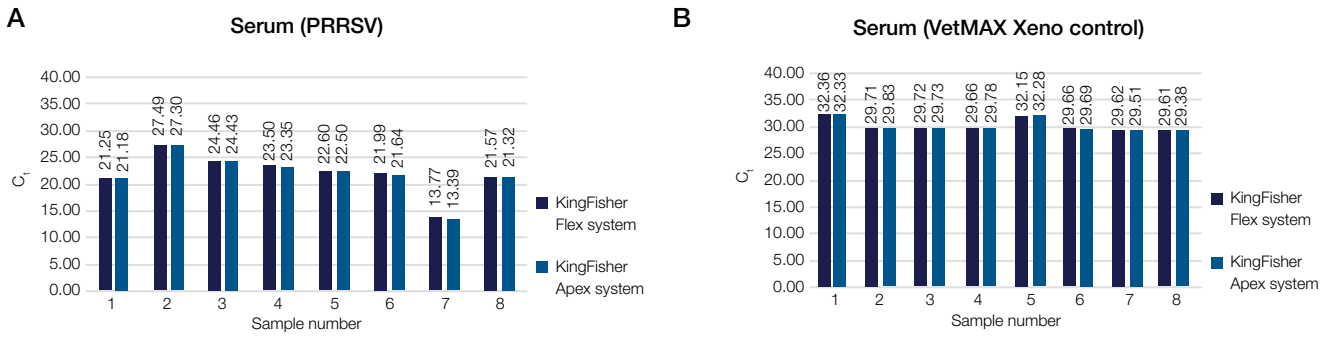 A
Serum (PRRSV)
40.00
35.00
30.00
25.00
20.00
15.00
10.00
5.00
0.00
Ct
21.25
21.18
27.49
27.30
24.46
24.43
23.50
23.35
22.60
22.50
21.99
21.64
13.77
13.39
21.57
21.32
1 2 3 4 5 6 7 8
Sample number
KingFisher
Flex system
KingFisher
Apex system
B
Serum (VetMAX Xeno control)
40.00
35.00
30.00
25.00
20.00
15.00
10.00
5.00
0.00
Ct
32.36
32.33
29.71
29.83
29.72
29.73
29.66
29.78
32.15
32.28
29.66
29.69
29.62
29.51
29.61
29.38
1 2 3 4 5 6 7 8
Sample number
KingFisher
Flex system
KingFisher
Apex system